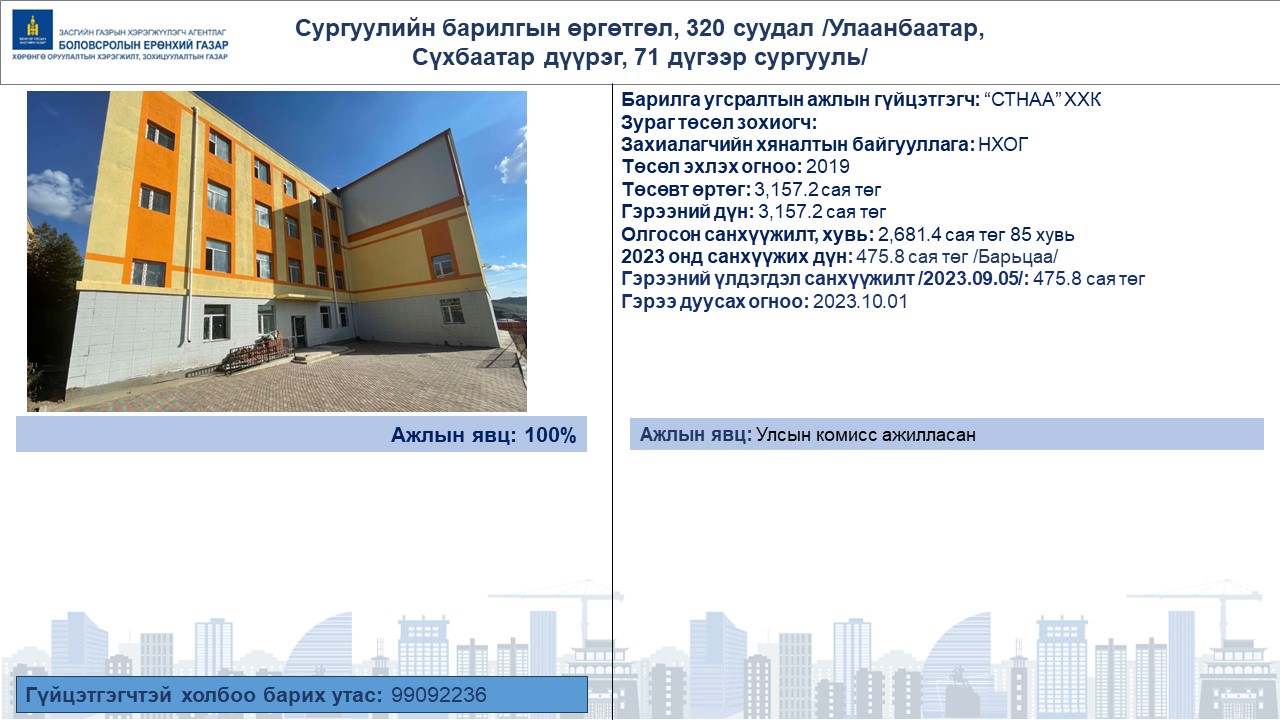 ЗАСГИЙН ГАЗРЫН ХЭРЭГЖҮҮЛЭГЧ АГЕНТЛАГ
БОЛОВСРОЛЫН ЕРӨНХИЙ ГАЗАР
ХӨРӨНГӨ ОРУУЛАЛТЫН ХЭРЭГЖИЛТ, ЗОХИЦУУЛАЛТЫН ГАЗАР
Сургуулийн барилгын өргөтгөл, 320 суудал /Улаанбаатар,
Сүхбаатар дүүрэг, 71 дүгээр сургууль/
Барилга угсралтын ажлын гүйцэтгэгч: “СТНАА” ХХК
Зураг төсөл зохиогч:
Захиалагчийн хяналтын байгууллага: НХОГ
Төсөл эхлэх огноо: 2019
Төсөвт өртөг: 3,157.2 сая төг
Гэрээний дүн: 3,157.2 сая төг
Олгосон санхүүжилт, хувь: 2,681.4 сая төг 85 хувь
2023 онд санхүүжих дүн: 475.8 сая төг /Барьцаа/
Гэрээний үлдэгдэл санхүүжилт /2023.09.05/: 475.8 сая төг
Гэрээ дуусах огноо: 2023.10.01
Ажлын явц: 100%
Ажлын явц: Улсын комисс ажилласан
Гүйцэтгэгчтэй холбоо барих утас: 99092236